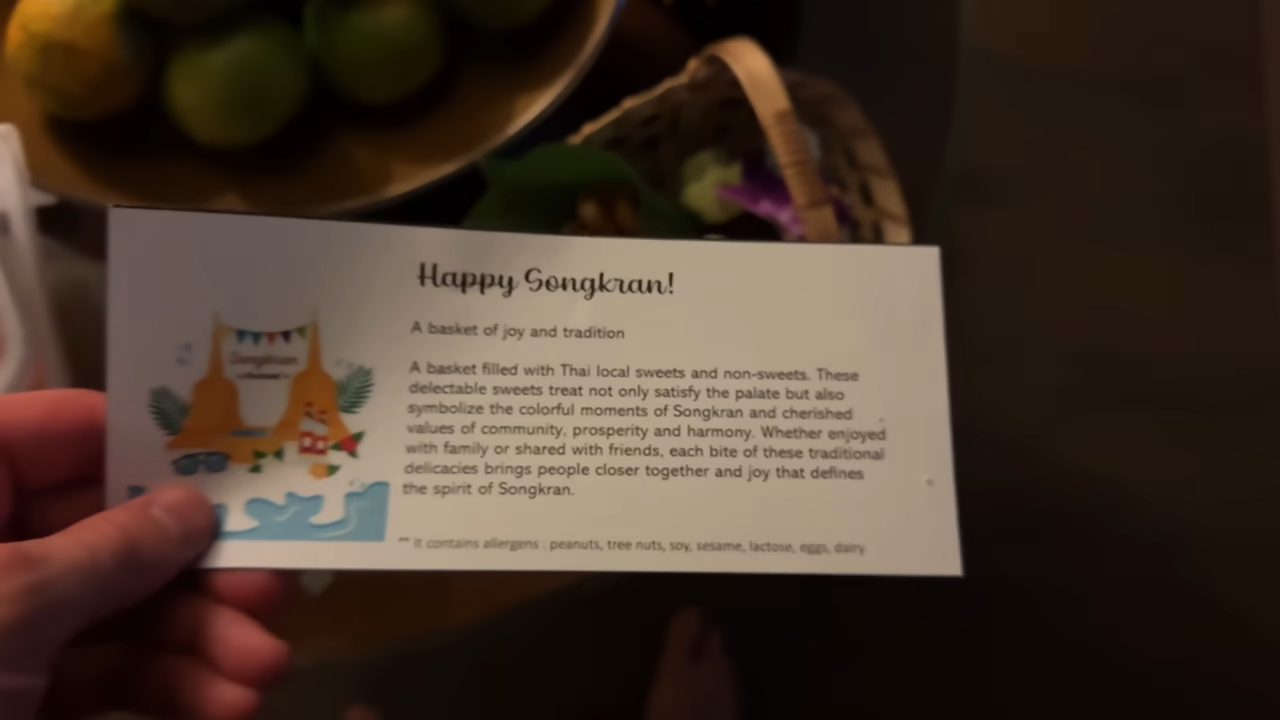 Happy Songkran!
A basket of joy and tradition
A basket filled with Thai local sweets and non-sweets. These
delectable sweets treat not only satisfy the palate but also
symbolize the colorful moments of Songkran and cherished
values of community, prosperity and harmony. Whether enjoyed
with family or shared with friends, each bite of these traditional
delicacies brings people closer together and joy that defines
the spirit of Songkran.
** It contains allergens : peanuts, tree nuts, soy, sesame, lactose, eggs, dairy
Songkran